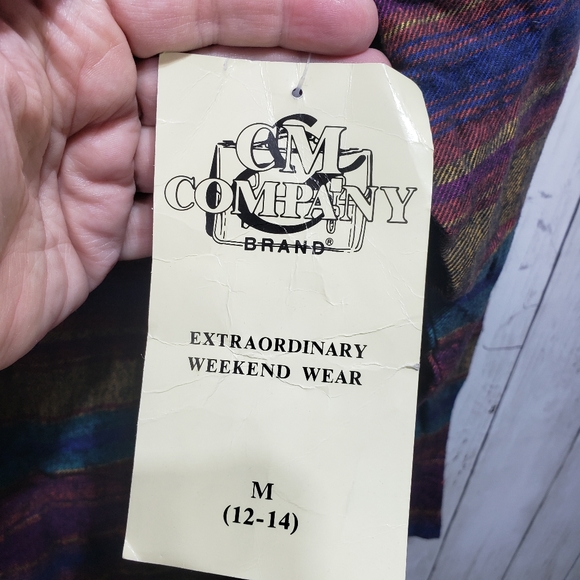 CM
& COMPANY
BRAND®
EXTRAORDINARY
WEEKEND WEAR
M
(12-14)